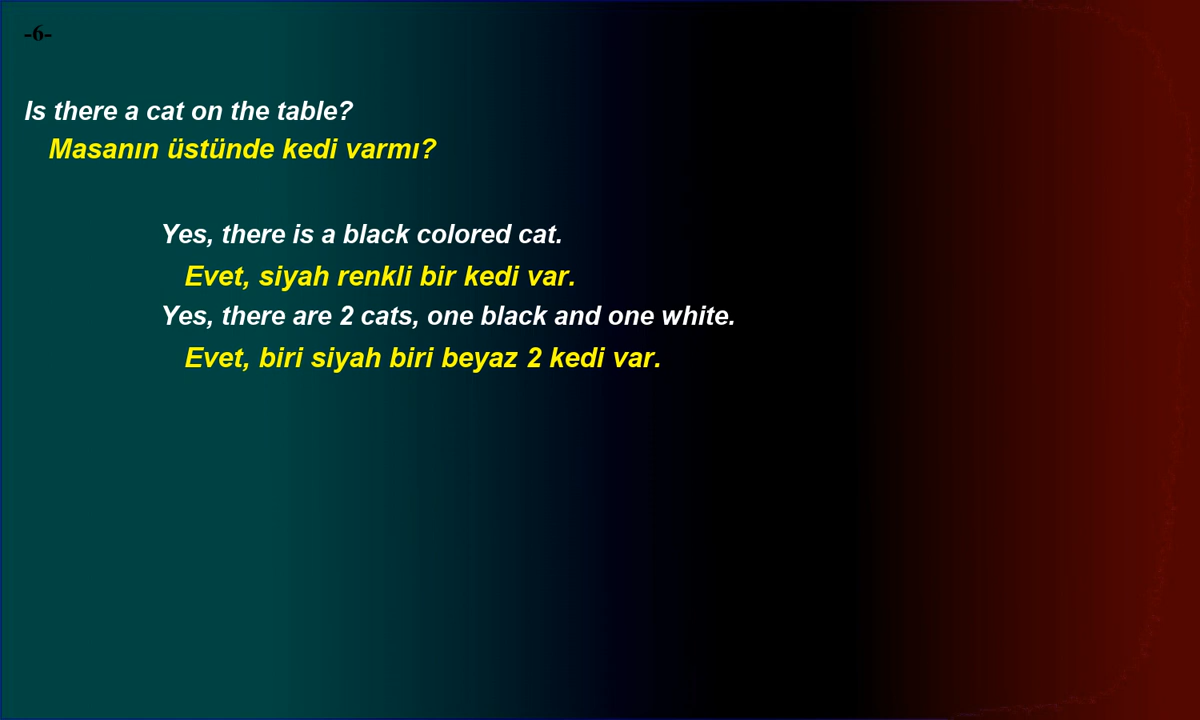 -6-
Is there a cat on the table?
Masanın üstünde kedi varmı?
Yes, there is a black colored cat.
Evet, siyah renkli bir kedi var.
Yes, there are 2 cats, one black and one white.
Evet, biri siyah biri beyaz 2 kedi var.